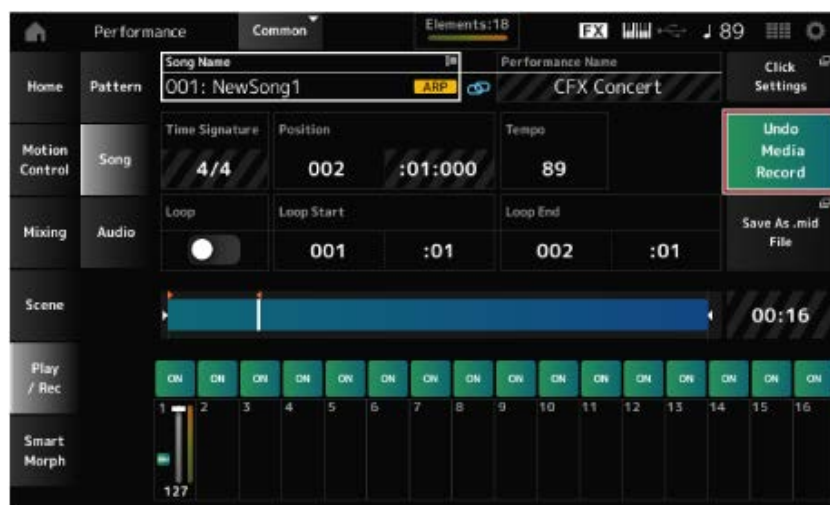 Performance
Common
Elements:18
FX
♩ 89
Home
Pattern
Song Name
001: NewSong1
ARP
Performance Name
CFX Concert
Click
Settings
Motion
Control
Song
Time Signature
4/4
Position
002
:01:000
Tempo
89
Undo
Media
Record
Mixing
Audio
Loop
Loop Start
001
:01
Loop End
002
:01
Save As .mid
File
Scene
00:16
Play
/ Rec
ON ON ON ON ON ON ON ON ON ON ON ON ON ON ON ON
1 2 3 4 5 6 7 8 9 10 11 12 13 14 15 16
Smart
Morph
127